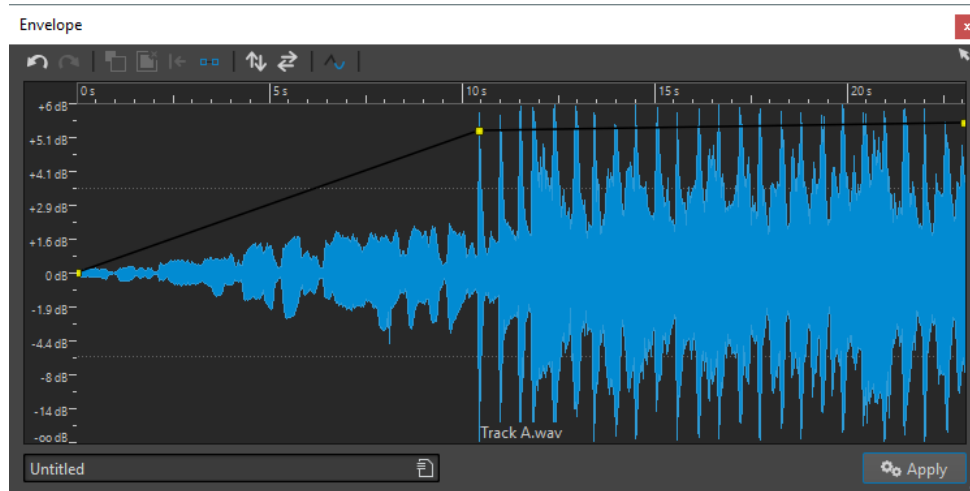 Envelope
0 s 5 s 10 s 15 s 20 s
+6 dB
+5.1 dB
+4.1 dB
+2.9 dB
+1.6 dB
0 dB
-1.9 dB
-4.4 dB
-8 dB
-14 dB
-oo dB
Track A.wav
Untitled
Apply